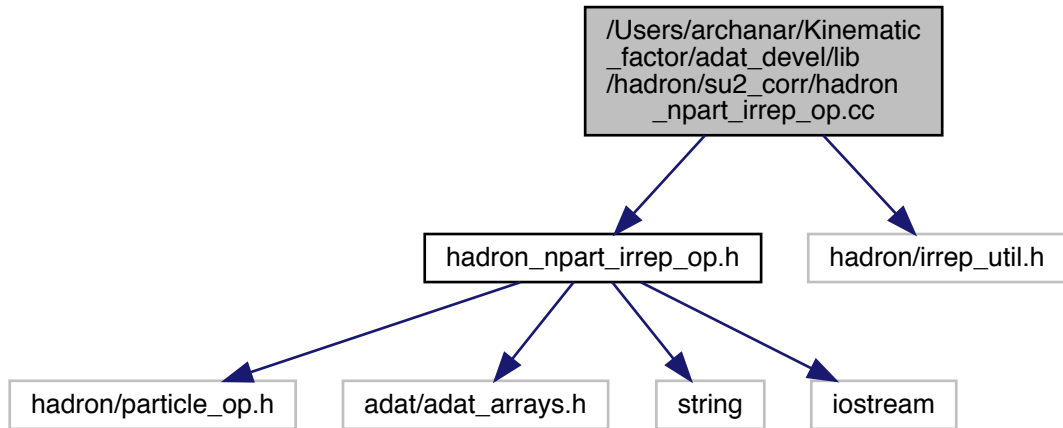 /Users/archanar/Kinematic
_factor/adat_devel/lib
/hadron/su2_corr/hadron
_npart_irrep_op.cc
hadron_npart_irrep_op.h
hadron/irrep_util.h
hadron/particle_op.h
adat/adat_arrays.h
string
iostream